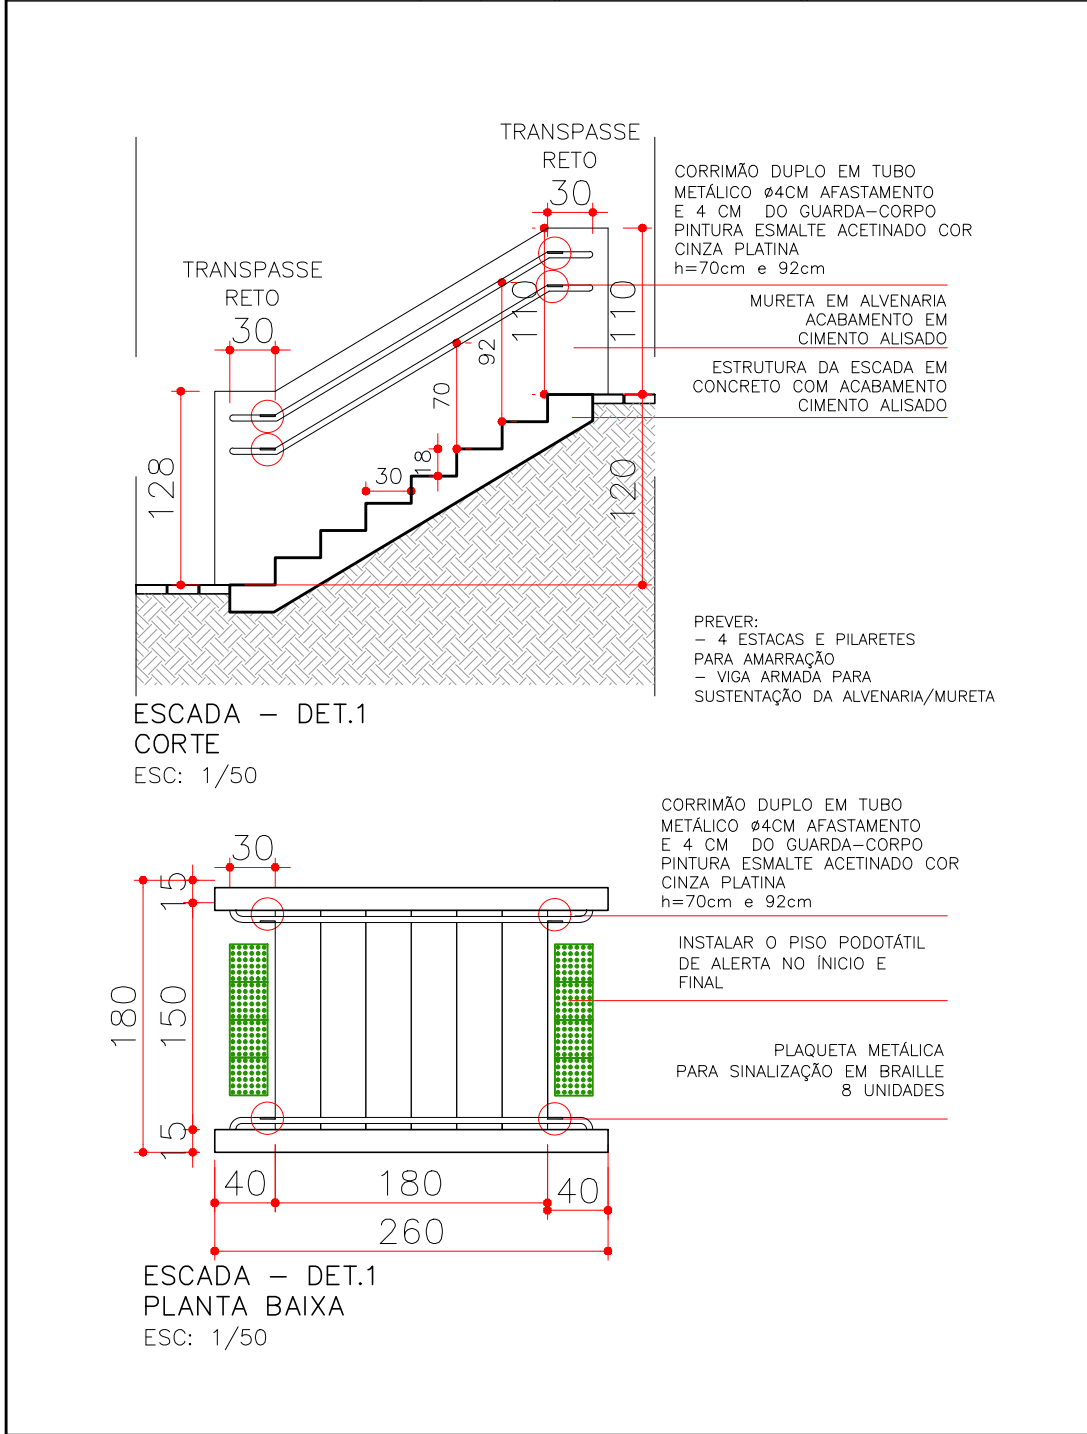 TRANSPASSE
RETO
30
CORRIMÃO DUPLO EM TUBO
METÁLICO ø4CM AFASTAMENTO
E 4 CM DO GUARDA-CORPO
PINTURA ESMALTE ACETINADO COR
CINZA PLATINA
h=70cm e 92cm
TRANSPASSE
RETO
30
110
110
MURETA EM ALVENARIA
ACABAMENTO EM
CIMENTO ALISADO
92
70
ESTRUTURA DA ESCADA EM
CONCRETO COM ACABAMENTO
CIMENTO ALISADO
128
30
18
120
PREVER:
- 4 ESTACAS E PILARETES
PARA AMARRAÇÃO
- VIGA ARMADA PARA
SUSTENTAÇÃO DA ALVENARIA/MURETA
ESCADA - DET.1
CORTE
ESC: 1/50
CORRIMÃO DUPLO EM TUBO
METÁLICO ø4CM AFASTAMENTO
E 4 CM DO GUARDA-CORPO
PINTURA ESMALTE ACETINADO COR
CINZA PLATINA
h=70cm e 92cm
30
15
INSTALAR O PISO PODOTÁTIL
DE ALERTA NO ÍNICIO E
FINAL
180
150
PLAQUETA METÁLICA
PARA SINALIZAÇÃO EM BRAILLE
8 UNIDADES
15
40
180
40
260
ESCADA - DET.1
PLANTA BAIXA
ESC: 1/50